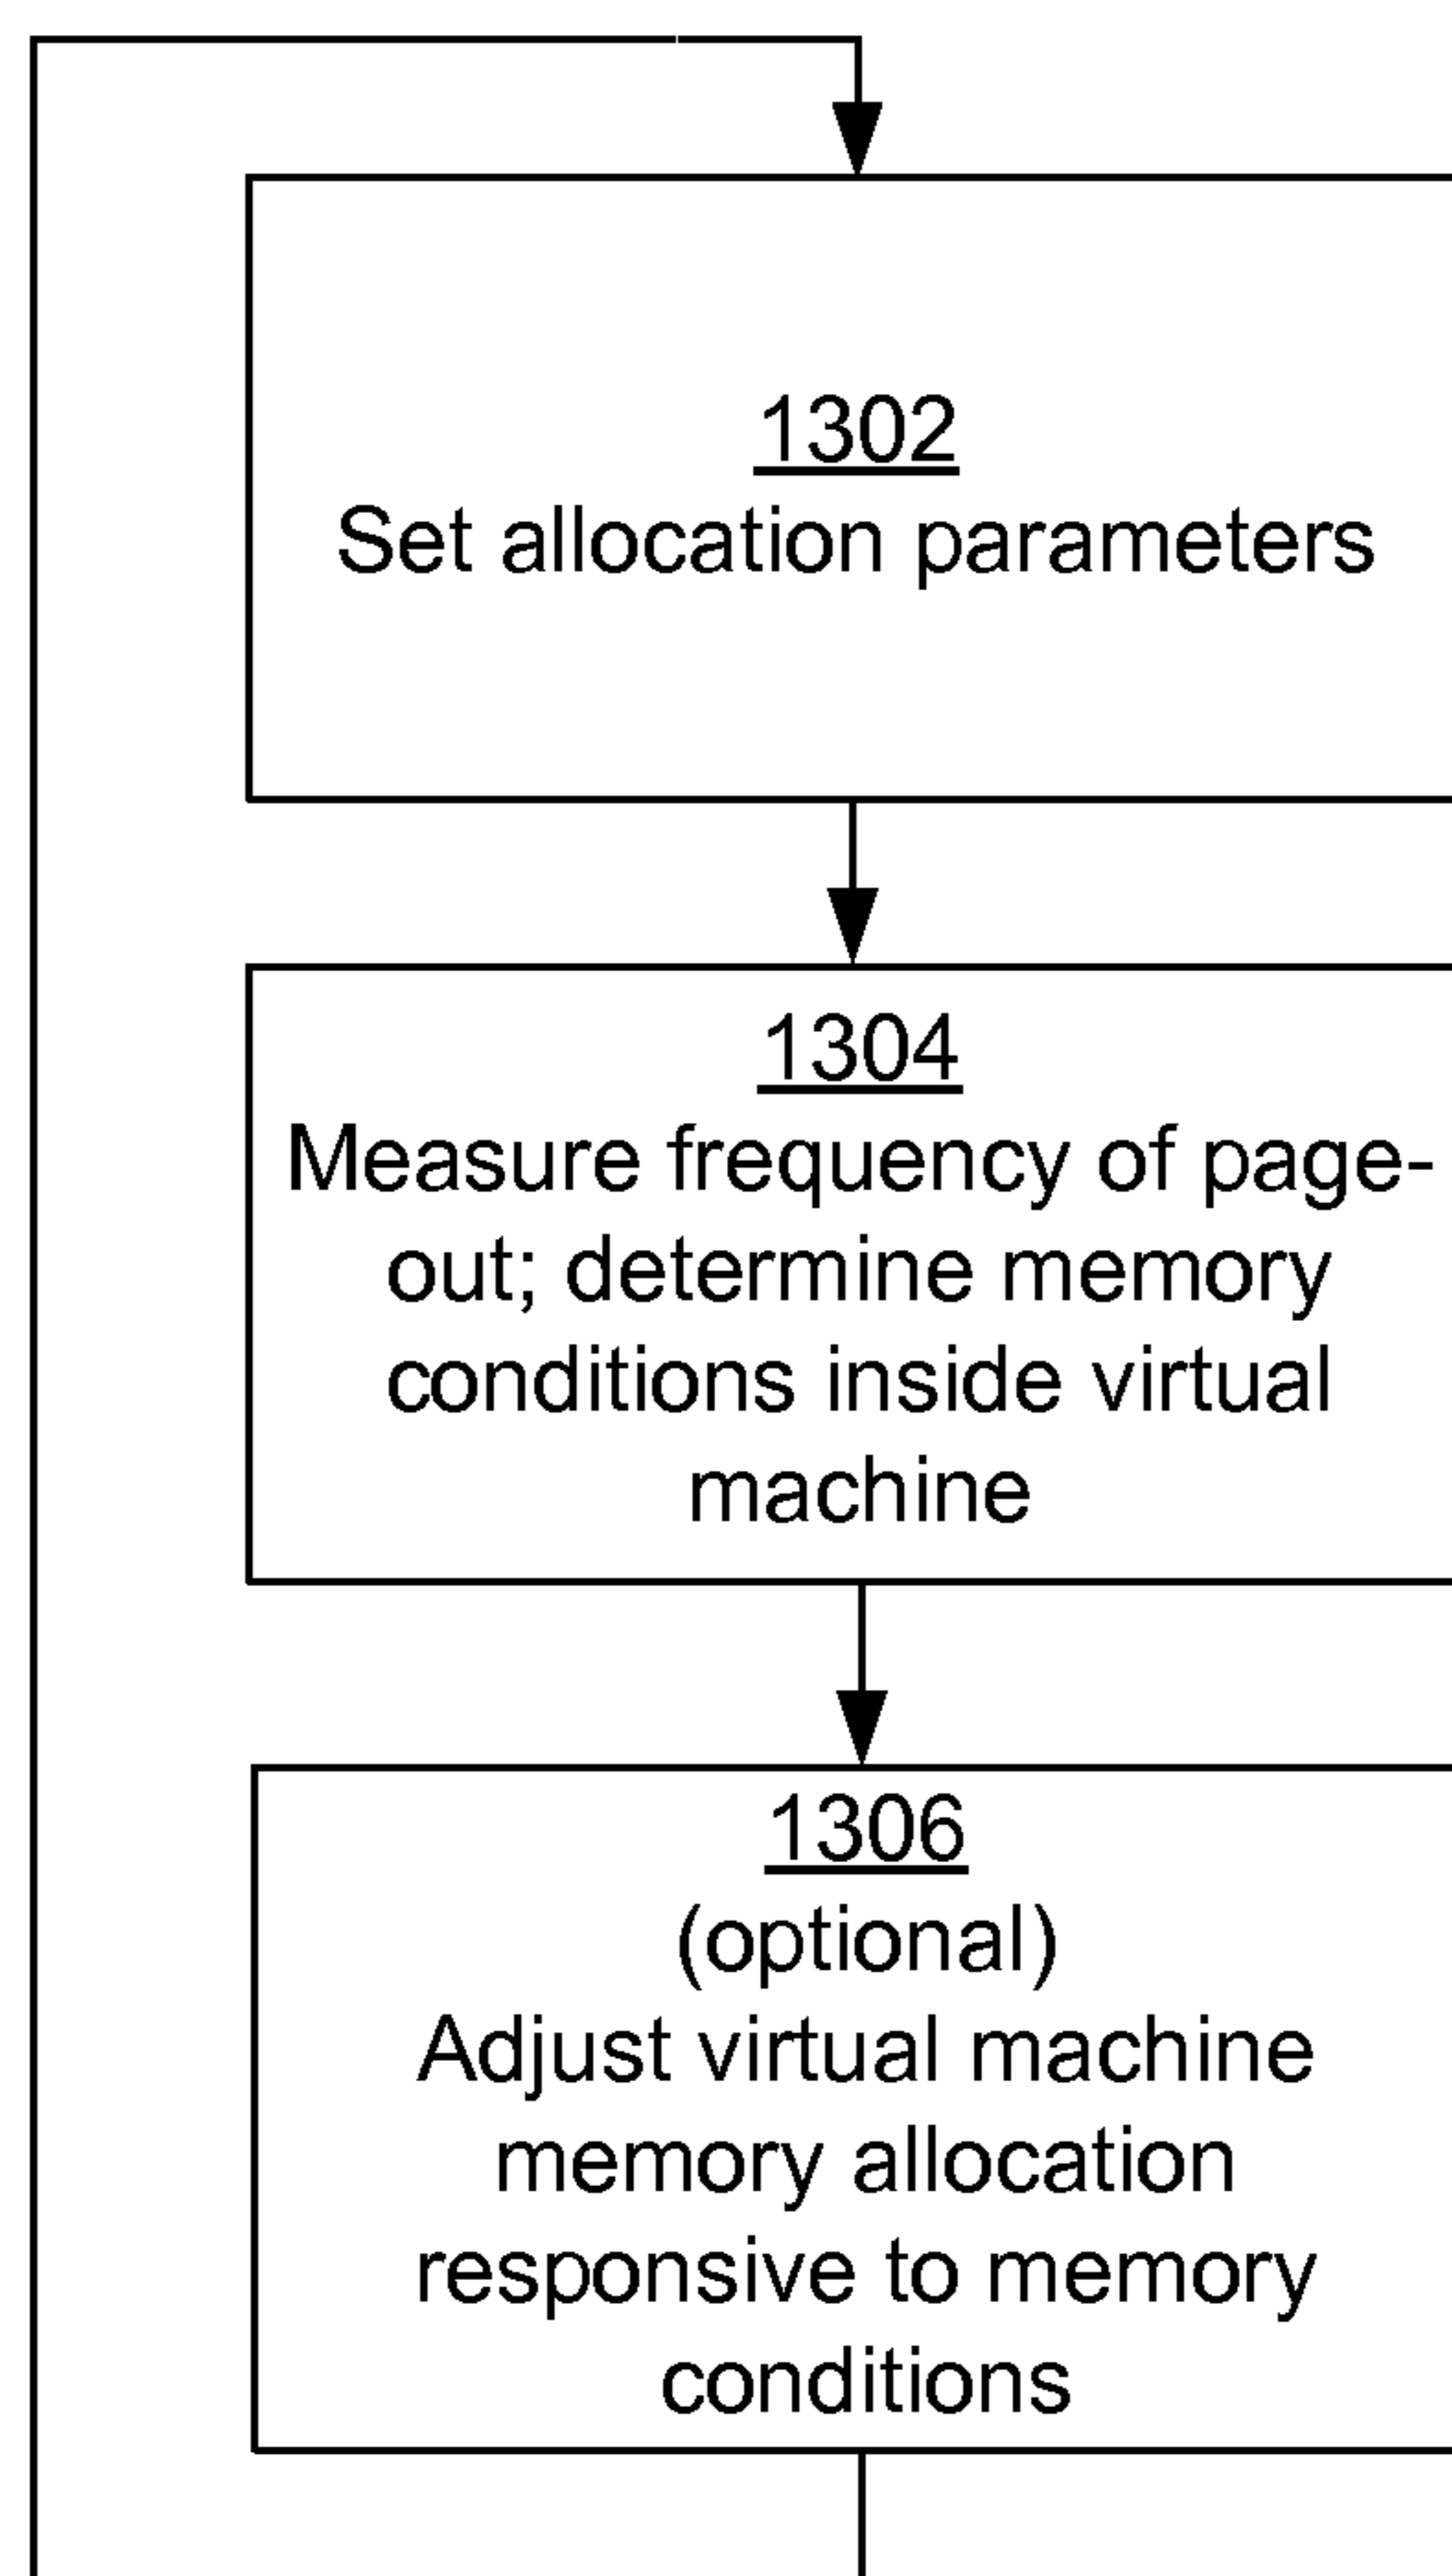 1302
Set allocation parameters
1304
Measure frequency of page-
out; determine memory
conditions inside virtual
machine
1306
(optional)
Adjust virtual machine
memory allocation
responsive to memory
conditions